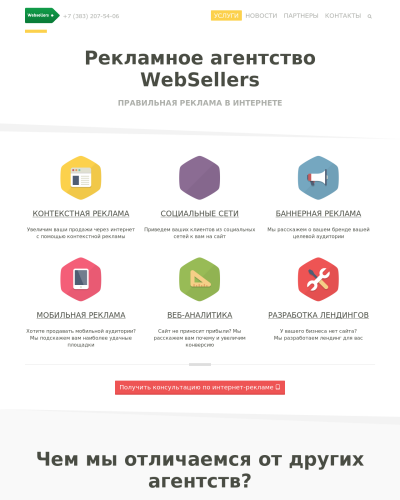 Websellers
+7 (383) 207-54-06
УСЛУГИ НОВОСТИ ПАРТНЕРЫ КОНТАКТЫ
Рекламное агентство
WebSellers
ПРАВИЛЬНАЯ РЕКЛАМА В ИНТЕРНЕТЕ
КОНТЕКСТНАЯ РЕКЛАМА
Увеличим ваши продажи через интернет
с помощью контекстной рекламы
СОЦИАЛЬНЫЕ СЕТИ
Приведем ваших клиентов из социальных
сетей к вам на сайт
БАННЕРНАЯ РЕКЛАМА
Мы расскажем о вашем бренде вашей
целевой аудитории
МОБИЛЬНАЯ РЕКЛАМА
Хотите продавать мобильной аудитории?
Мы подскажем вам наиболее удачные
площадки
ВЕБ-АНАЛИТИКА
Сайт не приносит прибыли? Мы
расскажем вам почему и увеличим
конверсию
РАЗРАБОТКА ЛЕНДИНГОВ
У вашего бизнеса нет сайта?
Мы разработаем лендинг для вас
Получить консультацию по интернет-рекламе
Чем мы отличаемся от других
агентств?